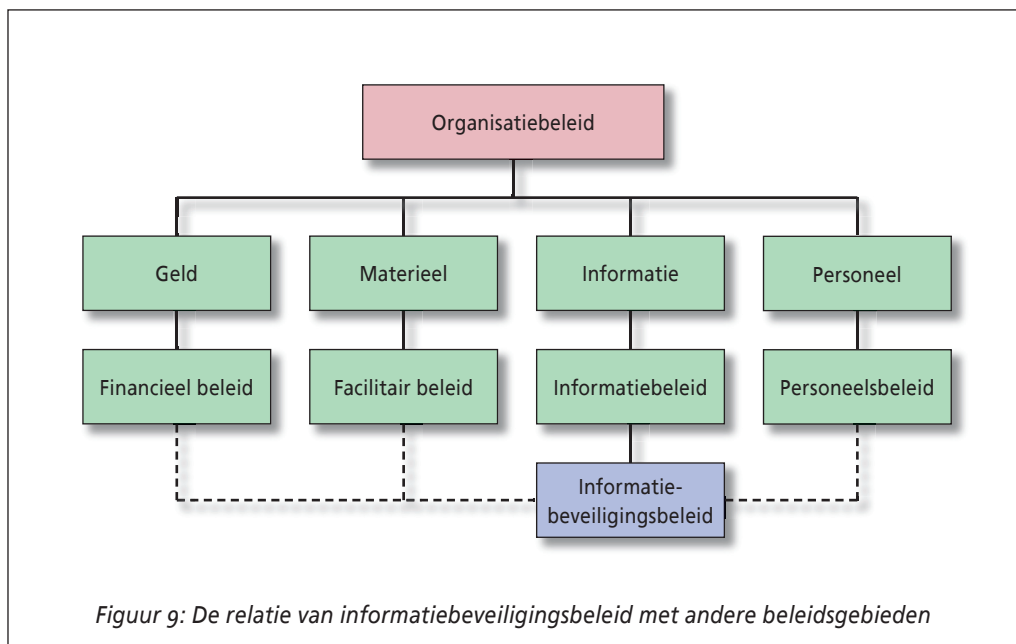 Organisatiebeleid
Geld
Materieel
Informatie
Personeel
Financieel beleid
Facilitair beleid
Informatiebeleid
Personeelsbeleid
Informatie-
beveiligingsbeleid
Figuur 9: De relatie van informatiebeveiligingsbeleid met andere beleidsgebieden